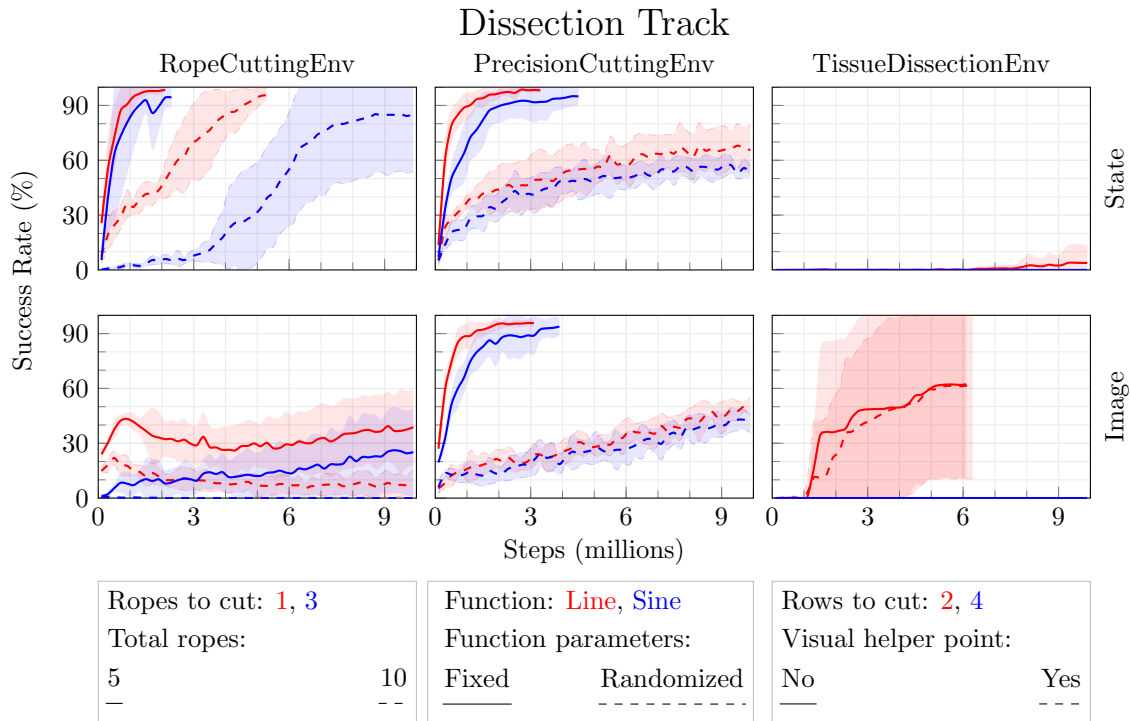 Dissection Track
RopeCuttingEnv PrecisionCuttingEnv TissueDissectionEnv
90
60
30
0
State
Success Rate (%)
90
60
30
0
Image
0 3 6 9 0 3 6 9 0 3 6 9
Steps (millions)
Ropes to cut: 1, 3
Total ropes:
5 10
Function: Line, Sine
Function parameters:
Fixed Randomized
Rows to cut: 2, 4
Visual helper point:
No Yes